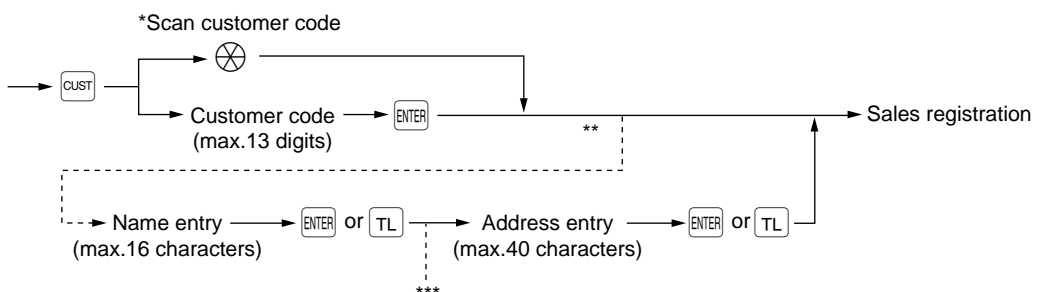 *Scan customer code
CUST
Customer code
(max.13 digits)
ENTER
**
Sales registration
Name entry
(max.16 characters)
ENTER or TL
Address entry
(max.40 characters)
ENTER or TL
***